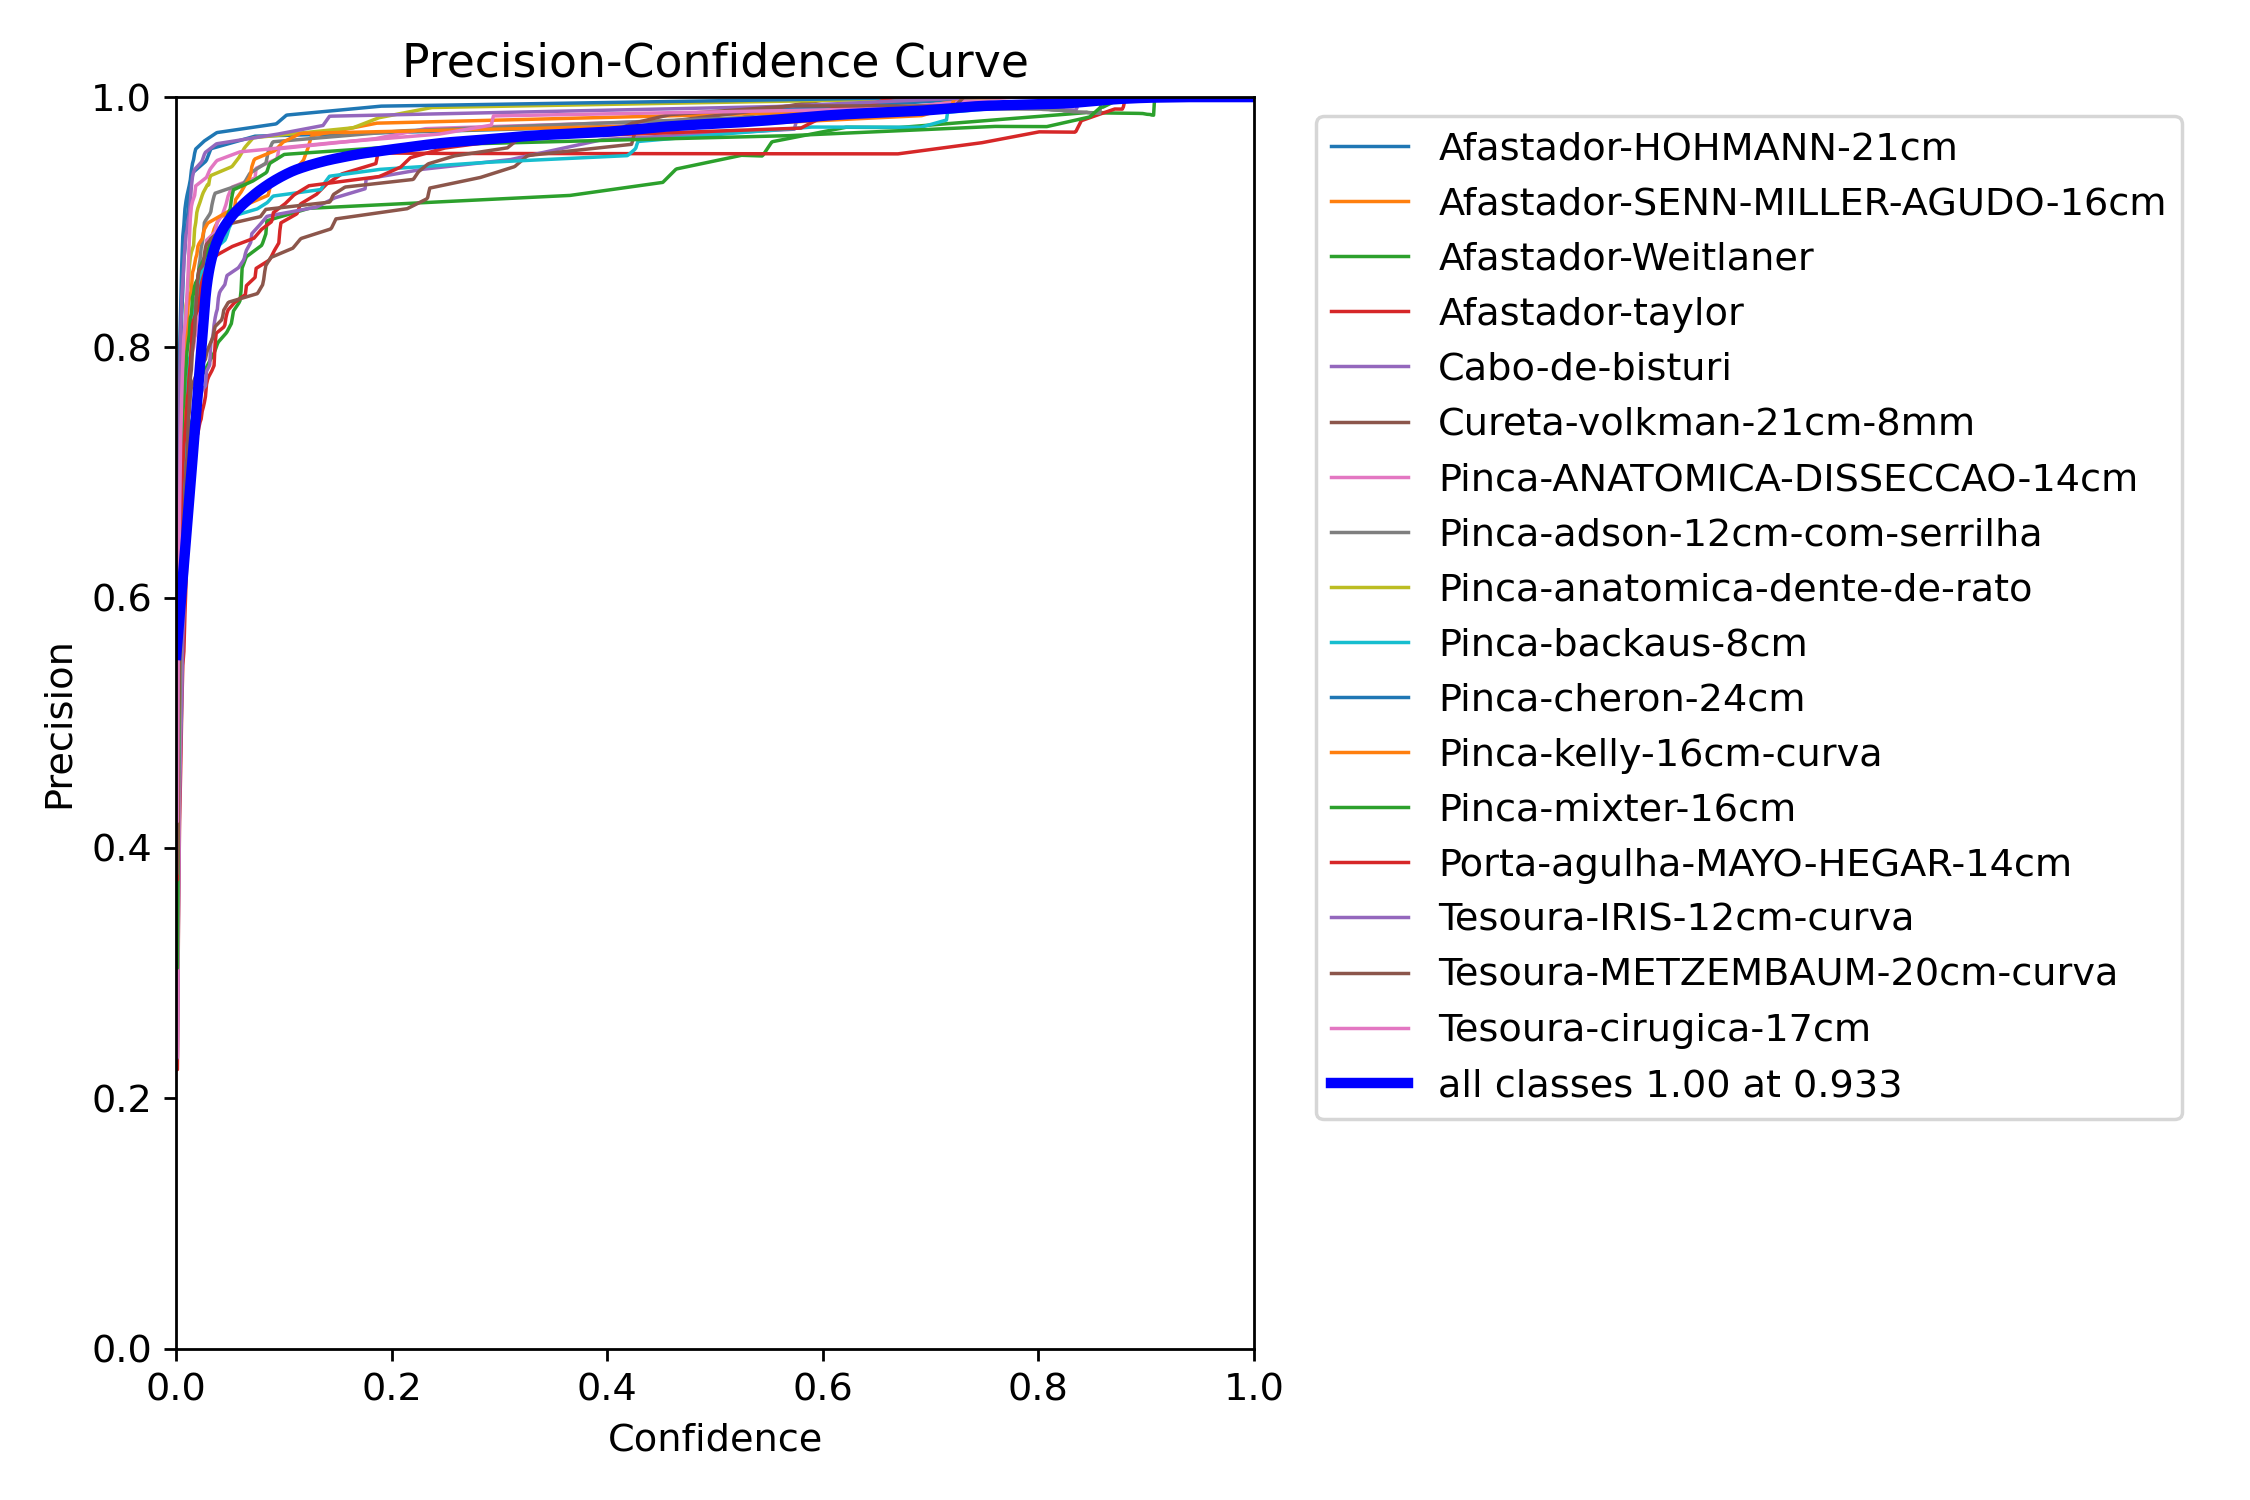 Precision-Confidence Curve
1.0
0.8
0.6
0.4
0.2
0.0
Precision
0.0 0.2 0.4 0.6 0.8 1.0
Confidence
Afastador-HOHMANN-21cm
Afastador-SENN-MILLER-AGUDO-16cm
Afastador-Weitlaner
Afastador-taylor
Cabo-de-bisturi
Cureta-volkman-21cm-8mm
Pinca-ANATOMICA-DISSECCAO-14cm
Pinca-adson-12cm-com-serrilha
Pinca-anatomica-dente-de-rato
Pinca-backaus-8cm
Pinca-cheron-24cm
Pinca-kelly-16cm-curva
Pinca-mixter-16cm
Porta-agulha-MAYO-HEGAR-14cm
Tesoura-IRIS-12cm-curva
Tesoura-METZEMBAUM-20cm-curva
Tesoura-cirugica-17cm
all classes 1.00 at 0.933